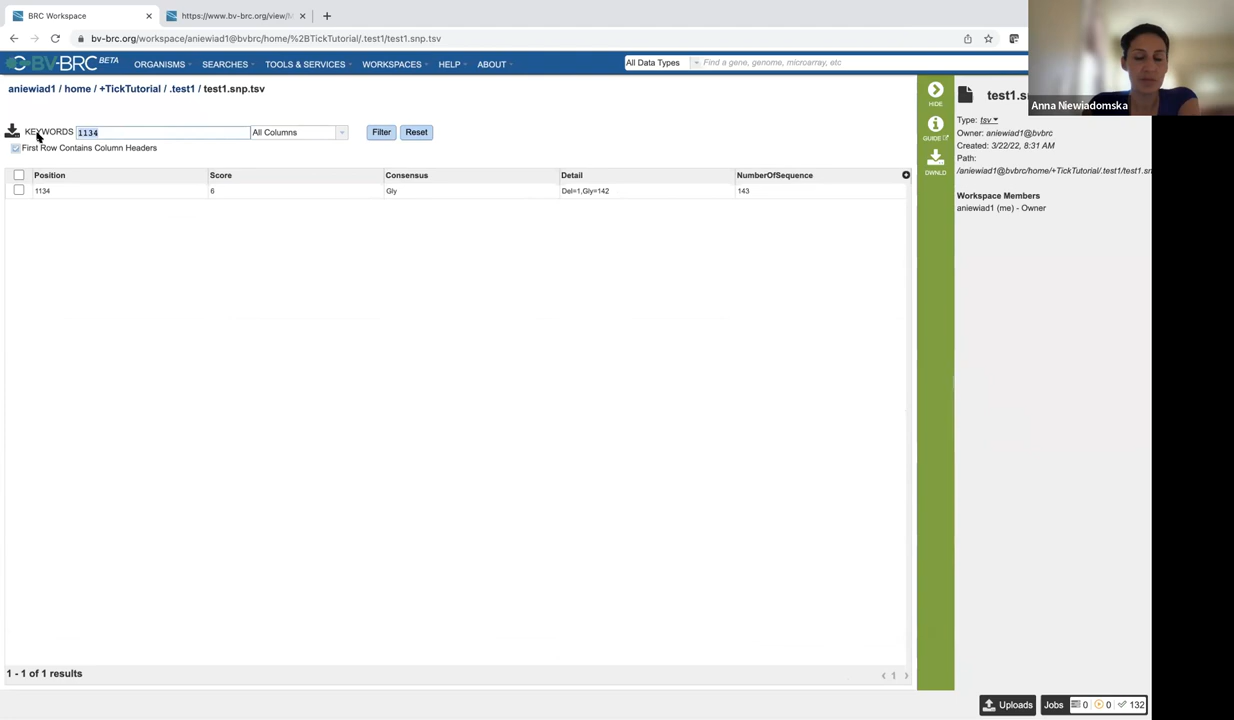 BRC Workspace
https://www.bv-brc.org/view/M
bv-brc.org/workspace/aniewiad1@bvbrc/home/%2BTickTutorial/.test1/test1.snp.tsv
BV-BRC BETA
ORGANISMS
SEARCHES
TOOLS & SERVICES
WORKSPACES
HELP
ABOUT
All Data Types
Find a gene, genome, microarray, etc
Anna Niewiadomska
aniewiad1 / home / +TickTutorial / .test1 / test1.snp.tsv
KEYWORDS 1134 All Columns Filter Reset
First Row Contains Column Headers
Position Score Consensus Detail NumberOfSequence
1134 6 Gly Del=1,Gly=142 143
1 - 1 of 1 results
1
HIDE
GUIDE
DWNLD
test1.sn
Type: tsv
Owner: aniewiad1@bvbrc
Created: 3/22/22, 8:31 AM
Path:
/aniewiad1@bvbrc/home/+TickTutorial/.test1/test1.sn
Workspace Members
aniewiad1 (me) - Owner
Uploads
Jobs 0 0 132